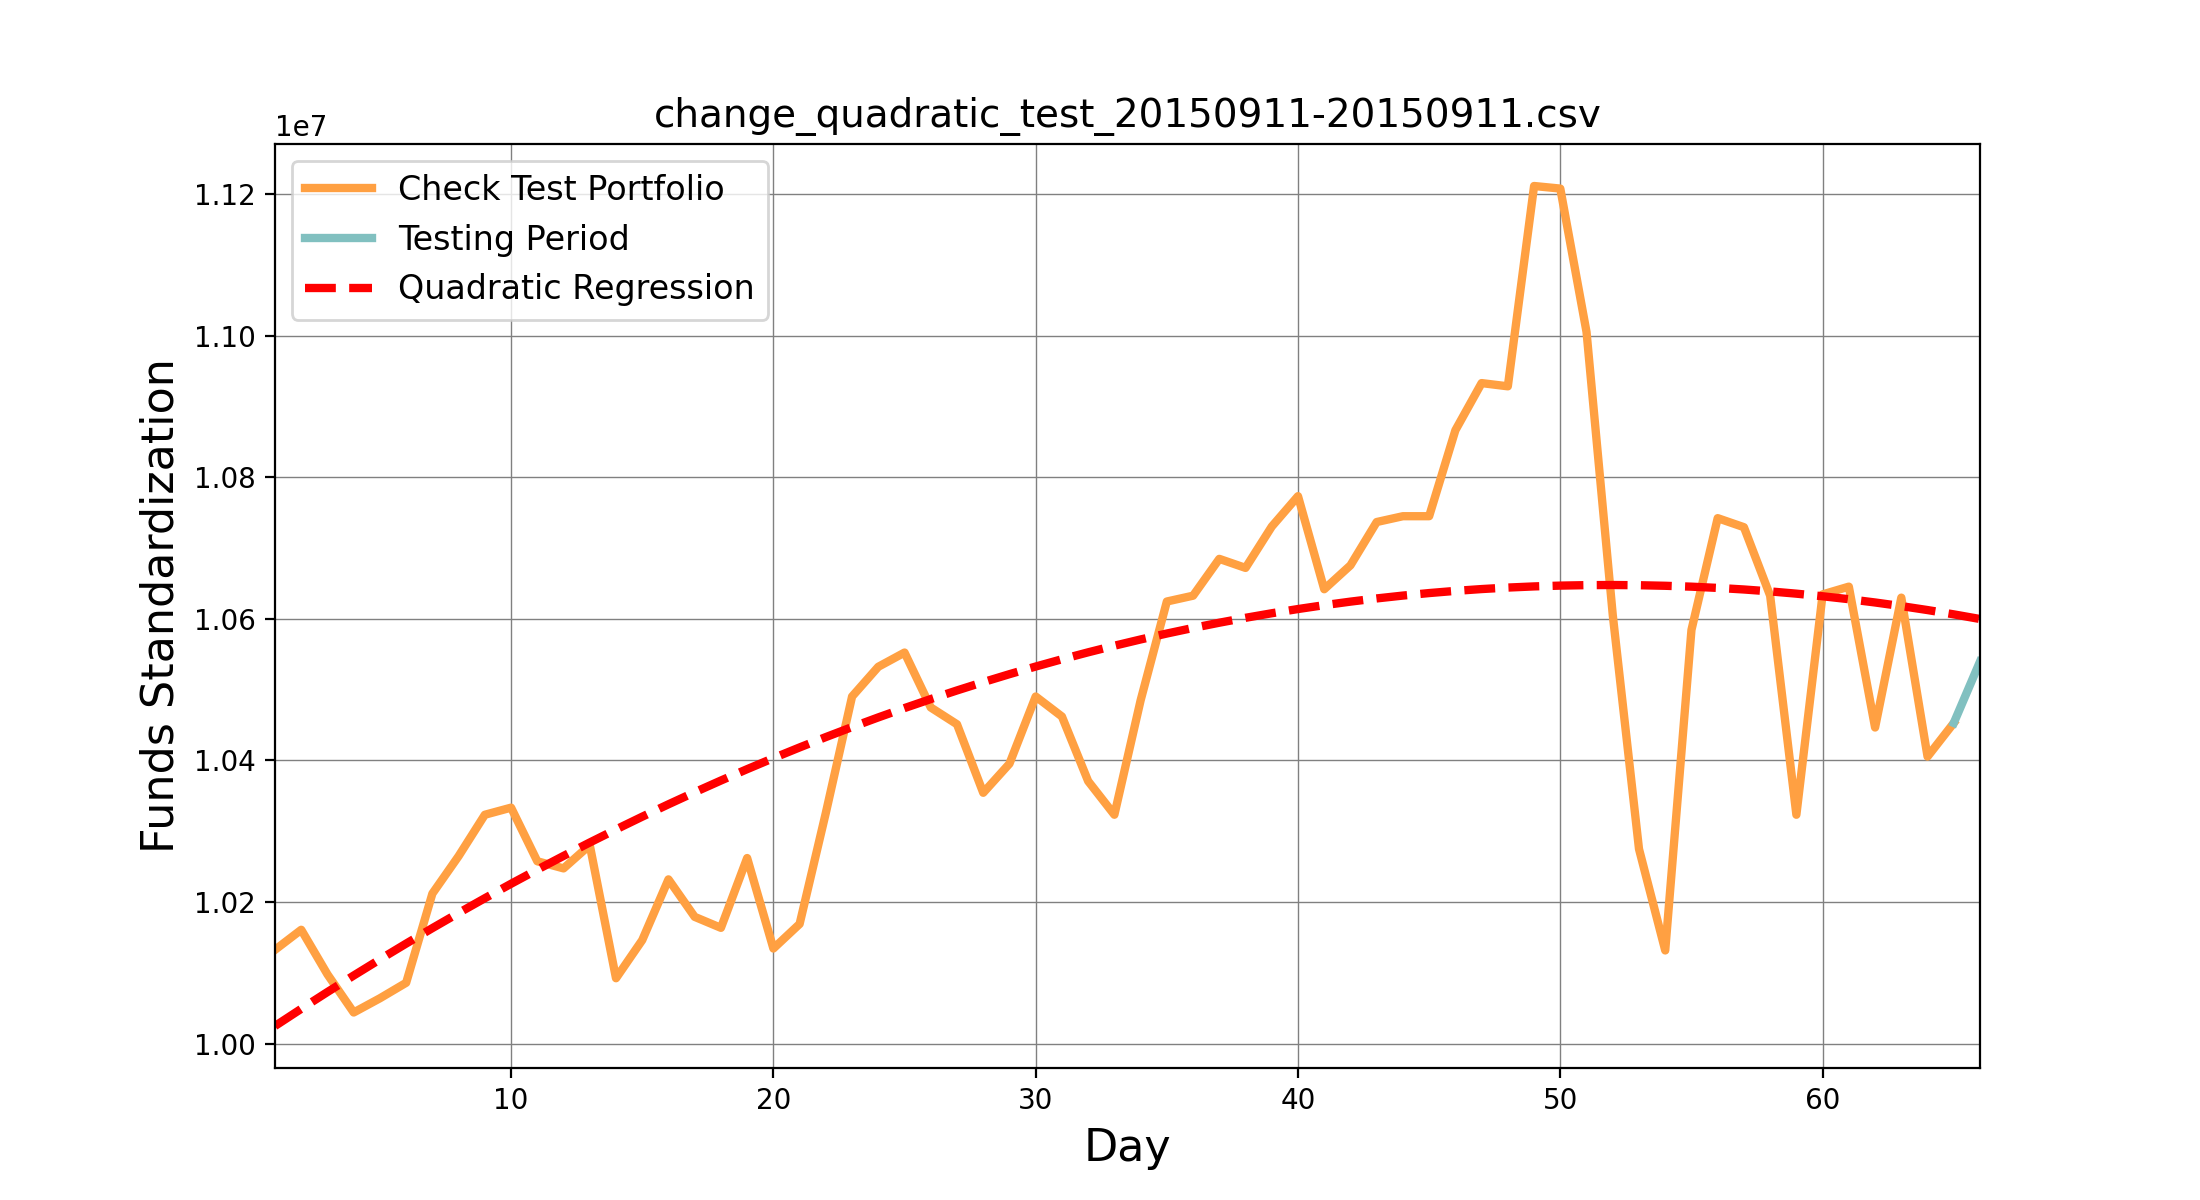 change_quadratic_test_20150911-20150911.csv
1e7
Check Test Portfolio
Testing Period
Quadratic Regression
1.12
1.10
1.08
1.06
1.04
1.02
1.00
Funds Standardization
10 20 30 40 50 60
Day